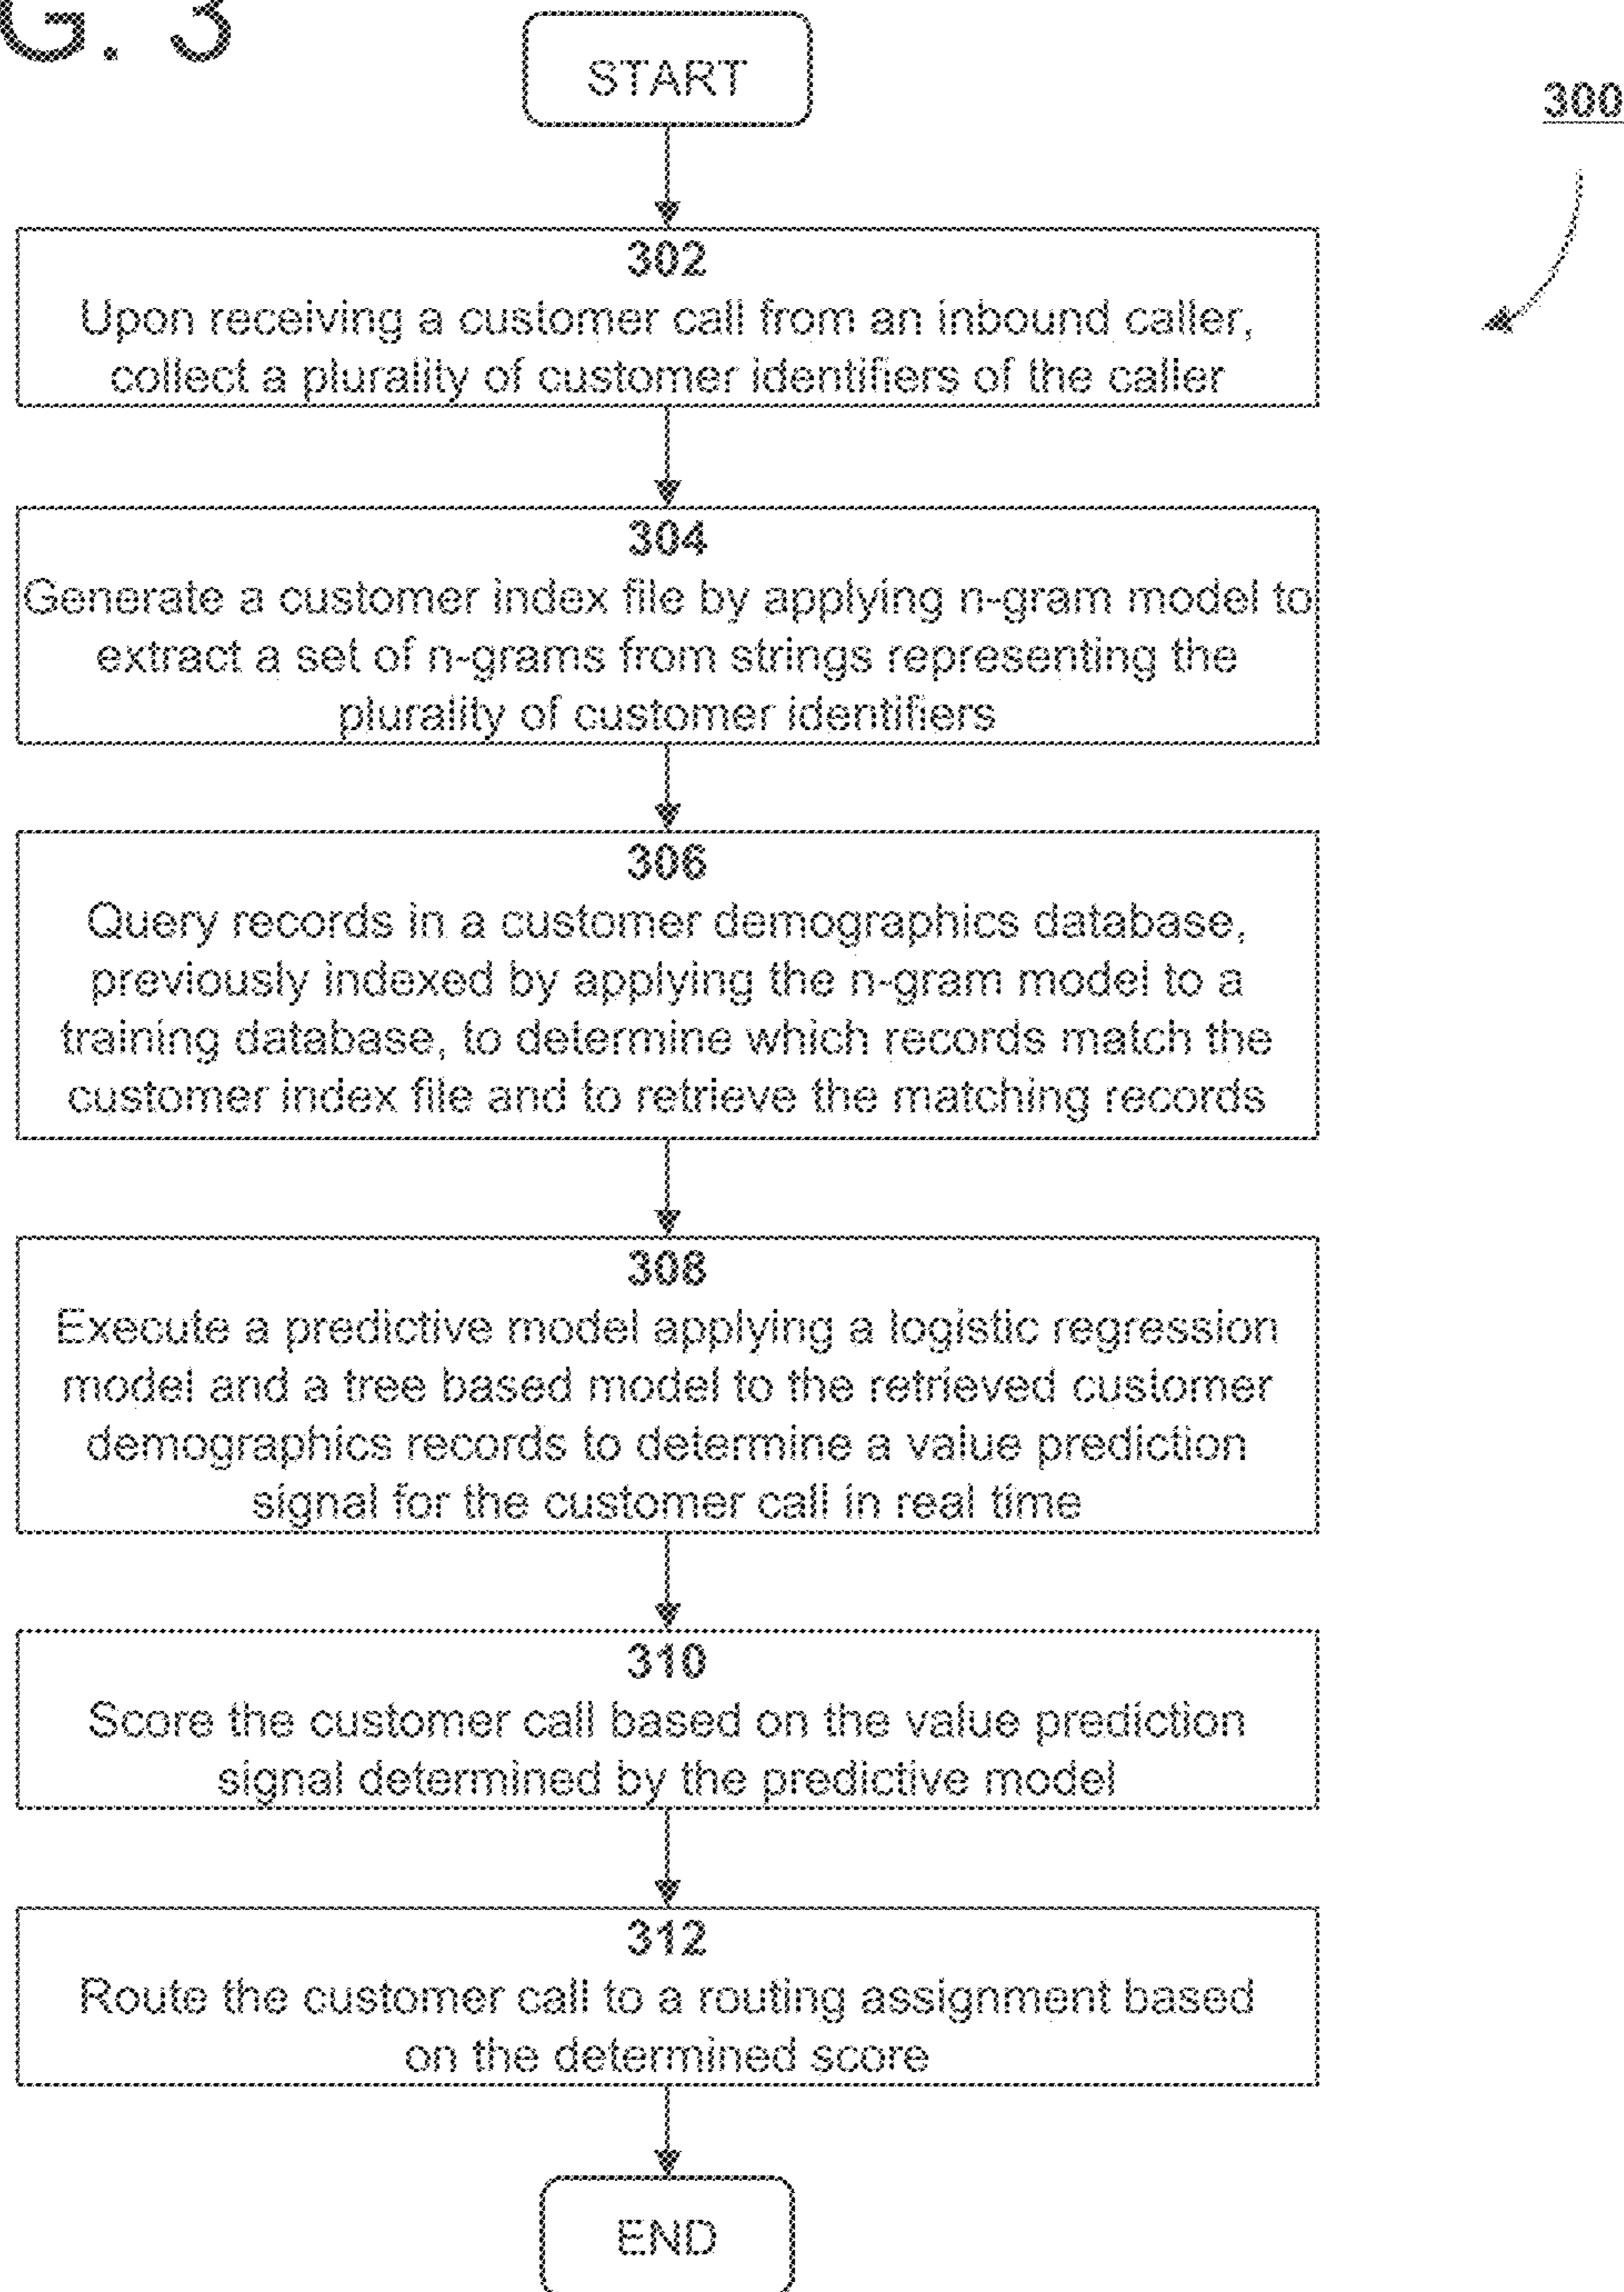 G. 3
START
300
302
Upon receiving a customer call from an inbound caller,
collect a plurality of customer identifiers of the caller
304
Generate a customer index file by applying n-gram model to
extract a set of n-grams from strings representing the
plurality of customer identifiers
306
Query records in a customer demographics database,
previously indexed by applying the n-gram model to a
training database, to determine which records match the
customer index file and to retrieve the matching records
308
Execute a predictive model applying a logistic regression
model and a tree based model to the retrieved customer
demographics records to determine a value prediction
signal for the customer call in real time
310
Score the customer call based on the value prediction
signal determined by the predictive model
312
Route the customer call to a routing assignment based
on the determined score
END